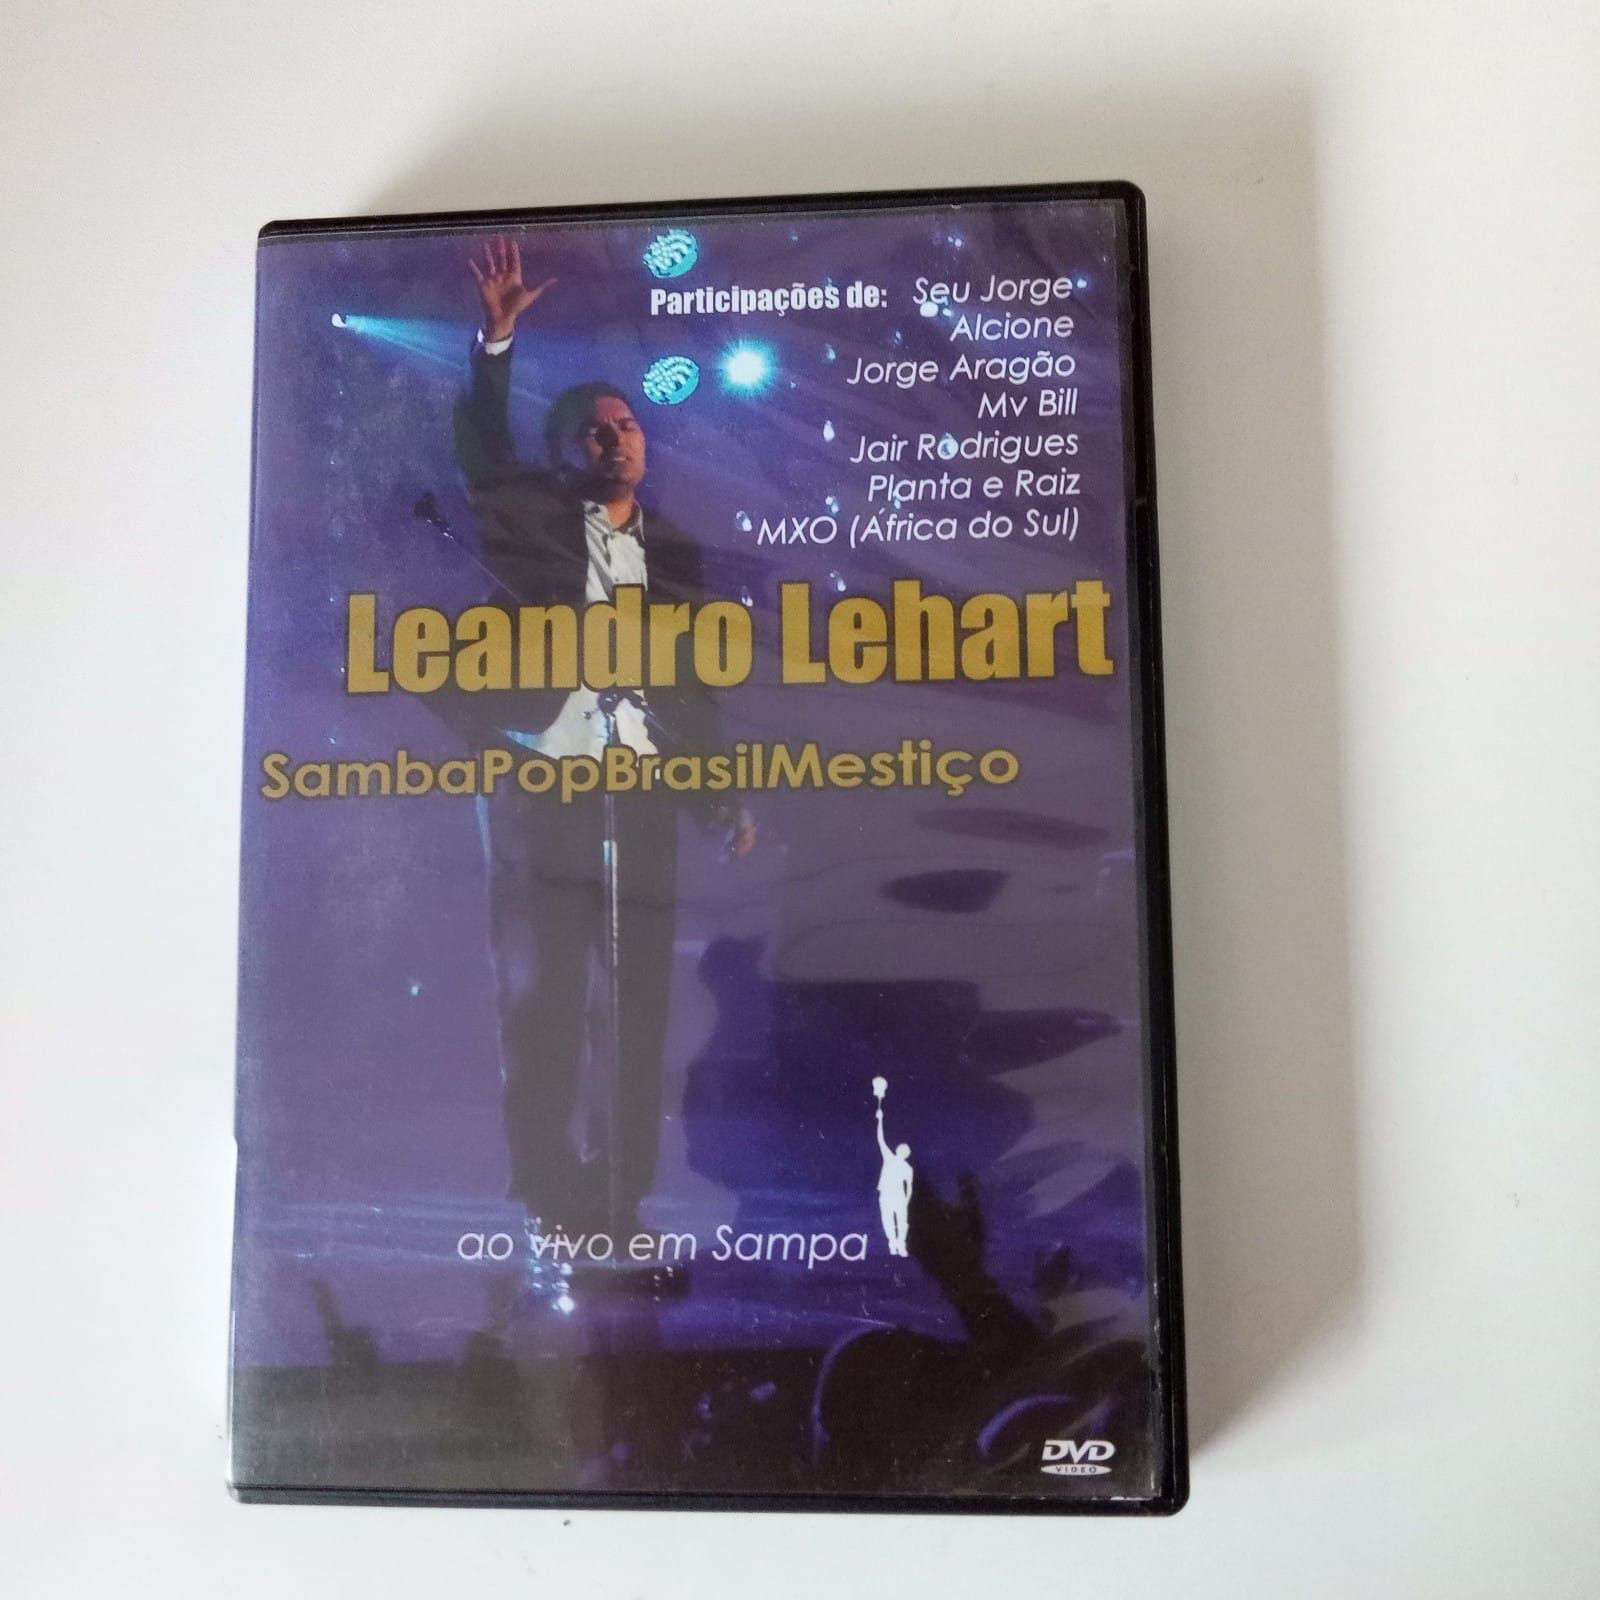 Participações de: Seu Jorge
Alcione
Jorge Aragão
Mv Bill
Jair Rodrigues
Planta e Raiz
MXO (África do Sul)
Leandro Lehart
SambaPopBrasilMestiço
ao vivo em Sampa
DVD
VIDEO